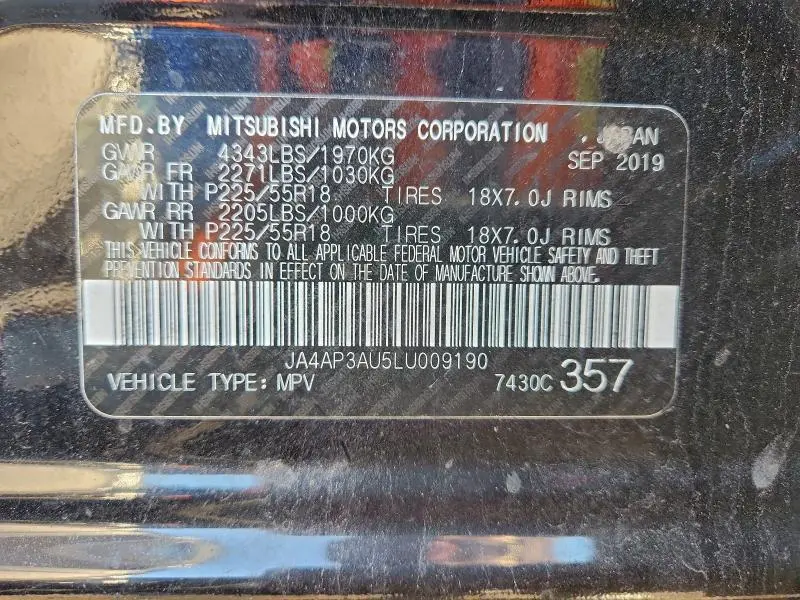 MFD.BY MITSUBISHI MOTORS CORPORATION , JAPAN
GVWR 4343LBS/1970KG SEP 2019
GAWR FR 2271LBS/1030KG
WITH P225/55R18 TIRES 18X7.0J RIMS
GAWR RR 2205LBS/1000KG
WITH P225/55R18 TIRES 18X7.0J RIMS
THIS VEHICLE CONFORMS TO ALL APPLICABLE FEDERAL MOTOR VEHICLE SAFETY AND THEFT
PREVENTION STANDARDS IN EFFECT ON THE DATE OF MANUFACTURE SHOWN ABOVE.
JA4AP3AU5LU009190
VEHICLE TYPE: MPV 7430C 357